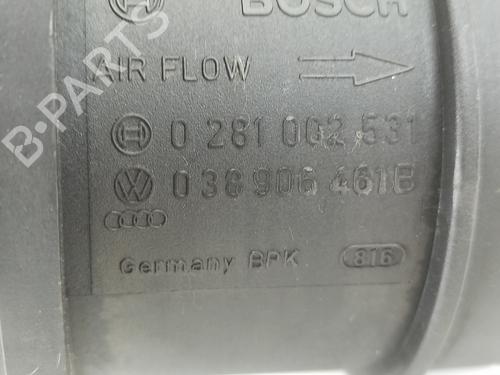 BOSCH
AIR FLOW
0 281 002 531
038 906 461B
Germany BPK 816
B-PARTS